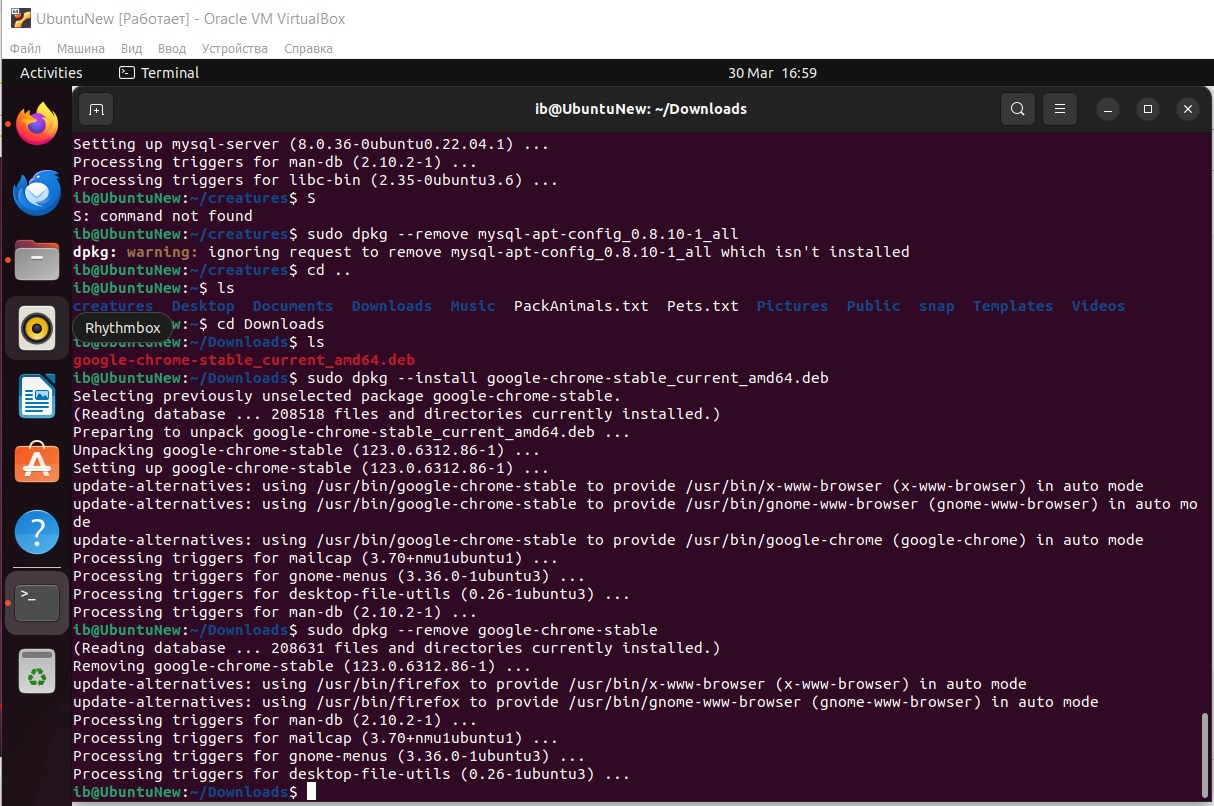 UbuntuNew [Работает] - Oracle VM VirtualBox
Файл Машина Вид Ввод Устройства Справка
Activities Terminal 30 Mar 16:59
ib@UbuntuNew: ~/Downloads
Setting up mysql-server (8.0.36-0ubuntu0.22.04.1) ...
Processing triggers for man-db (2.10.2-1) ...
Processing triggers for libc-bin (2.35-0ubuntu3.6) ...
ib@UbuntuNew:~/creatures$ S
S: command not found
ib@UbuntuNew:~/creatures$ sudo dpkg --remove mysql-apt-config_0.8.10-1_all
dpkg: warning: ignoring request to remove mysql-apt-config_0.8.10-1_all which isn't installed
ib@UbuntuNew:~/creatures$ cd ..
ib@UbuntuNew:~$ ls
creatures Desktop Documents Downloads Music PackAnimals.txt Pets.txt Pictures Public snap Templates Videos
Rhythmbox w:~$ cd Downloads
ib@UbuntuNew:~/Downloads$ ls
google-chrome-stable_current_amd64.deb
ib@UbuntuNew:~/Downloads$ sudo dpkg --install google-chrome-stable_current_amd64.deb
Selecting previously unselected package google-chrome-stable.
(Reading database ... 208518 files and directories currently installed.)
Preparing to unpack google-chrome-stable_current_amd64.deb ...
Unpacking google-chrome-stable (123.0.6312.86-1) ...
Setting up google-chrome-stable (123.0.6312.86-1) ...
update-alternatives: using /usr/bin/google-chrome-stable to provide /usr/bin/x-www-browser (x-www-browser) in auto mode
update-alternatives: using /usr/bin/google-chrome-stable to provide /usr/bin/gnome-www-browser (gnome-www-browser) in auto mo
de
update-alternatives: using /usr/bin/google-chrome-stable to provide /usr/bin/google-chrome (google-chrome) in auto mode
Processing triggers for mailcap (3.70+nmu1ubuntu1) ...
Processing triggers for gnome-menus (3.36.0-1ubuntu3) ...
Processing triggers for desktop-file-utils (0.26-1ubuntu3) ...
Processing triggers for man-db (2.10.2-1) ...
ib@UbuntuNew:~/Downloads$ sudo dpkg --remove google-chrome-stable
(Reading database ... 208631 files and directories currently installed.)
Removing google-chrome-stable (123.0.6312.86-1) ...
update-alternatives: using /usr/bin/firefox to provide /usr/bin/x-www-browser (x-www-browser) in auto mode
update-alternatives: using /usr/bin/firefox to provide /usr/bin/gnome-www-browser (gnome-www-browser) in auto mode
Processing triggers for man-db (2.10.2-1) ...
Processing triggers for mailcap (3.70+nmu1ubuntu1) ...
Processing triggers for gnome-menus (3.36.0-1ubuntu3) ...
Processing triggers for desktop-file-utils (0.26-1ubuntu3) ...
ib@UbuntuNew:~/Downloads$